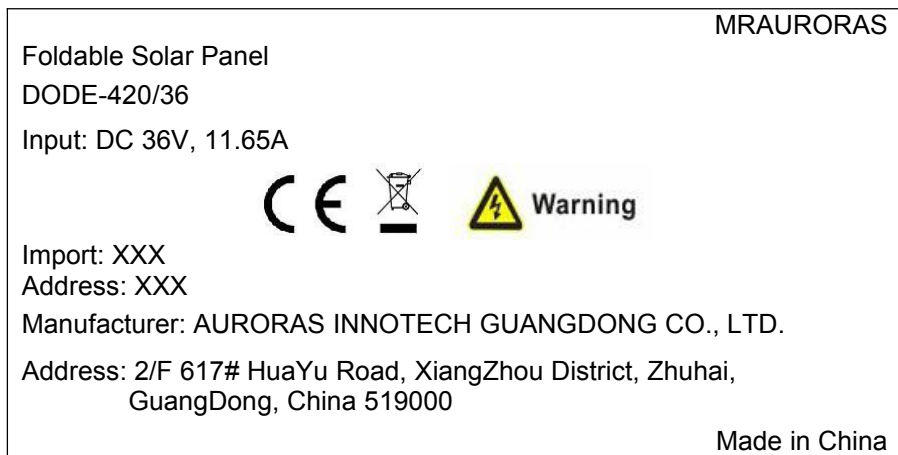 MRAURORAS
Foldable Solar Panel
DODE-420/36
Input: DC 36V, 11.65A
CE
Warning
Import: XXX
Address: XXX
Manufacturer: AURORAS INNOTECH GUANGDONG CO., LTD.
Address: 2/F 617# HuaYu Road, XiangZhou District, Zhuhai,
GuangDong, China 519000
Made in China